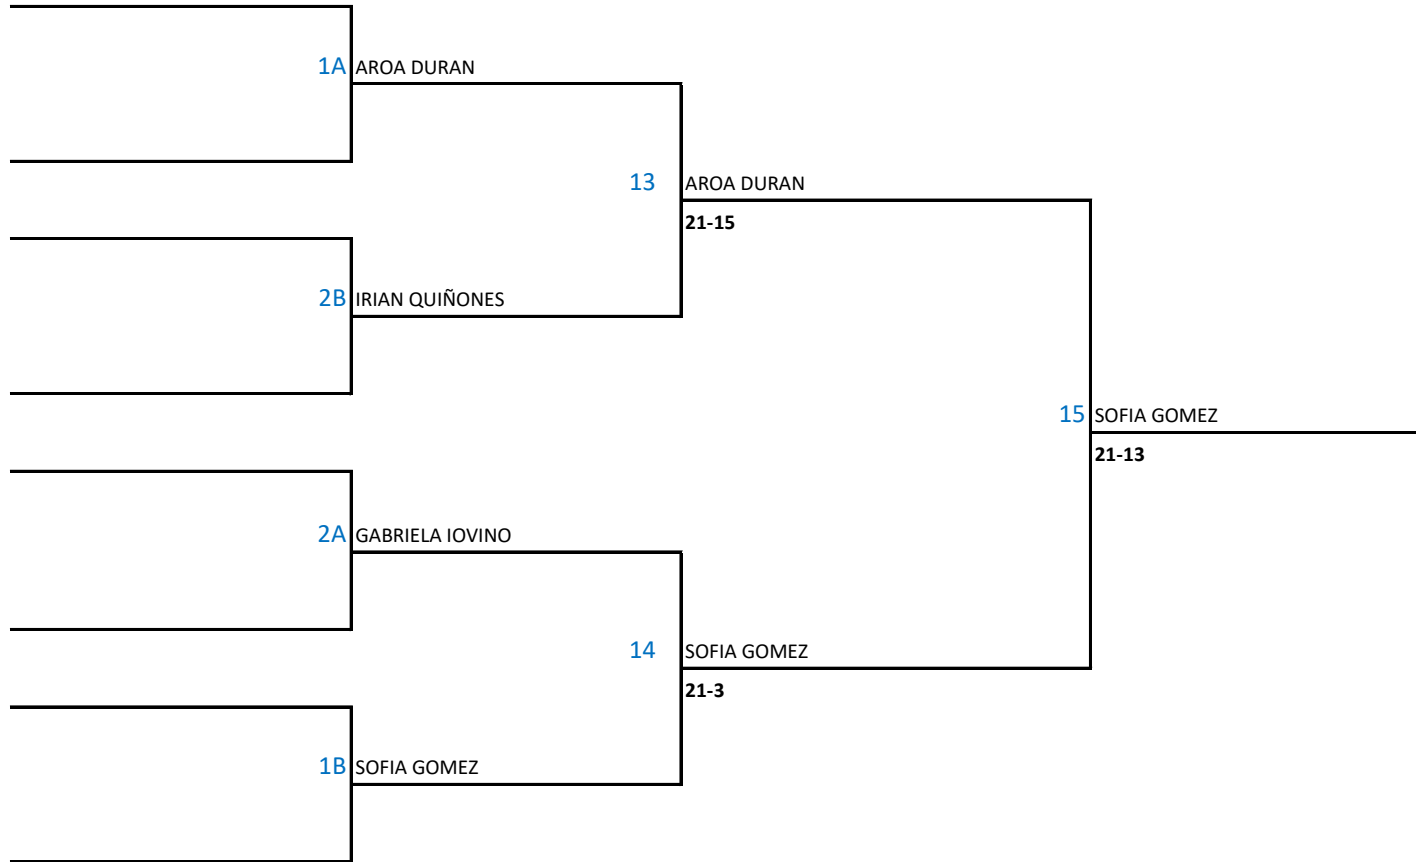 1A AROA DURAN
13 AROA DURAN
21-15
2B IRIAN QUIÑONES
15 SOFIA GOMEZ
21-13
2A GABRIELA IOVINO
14 SOFIA GOMEZ
21-3
1B SOFIA GOMEZ